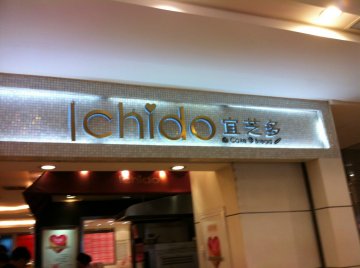 Ichido 宜芝多
Cake & bread